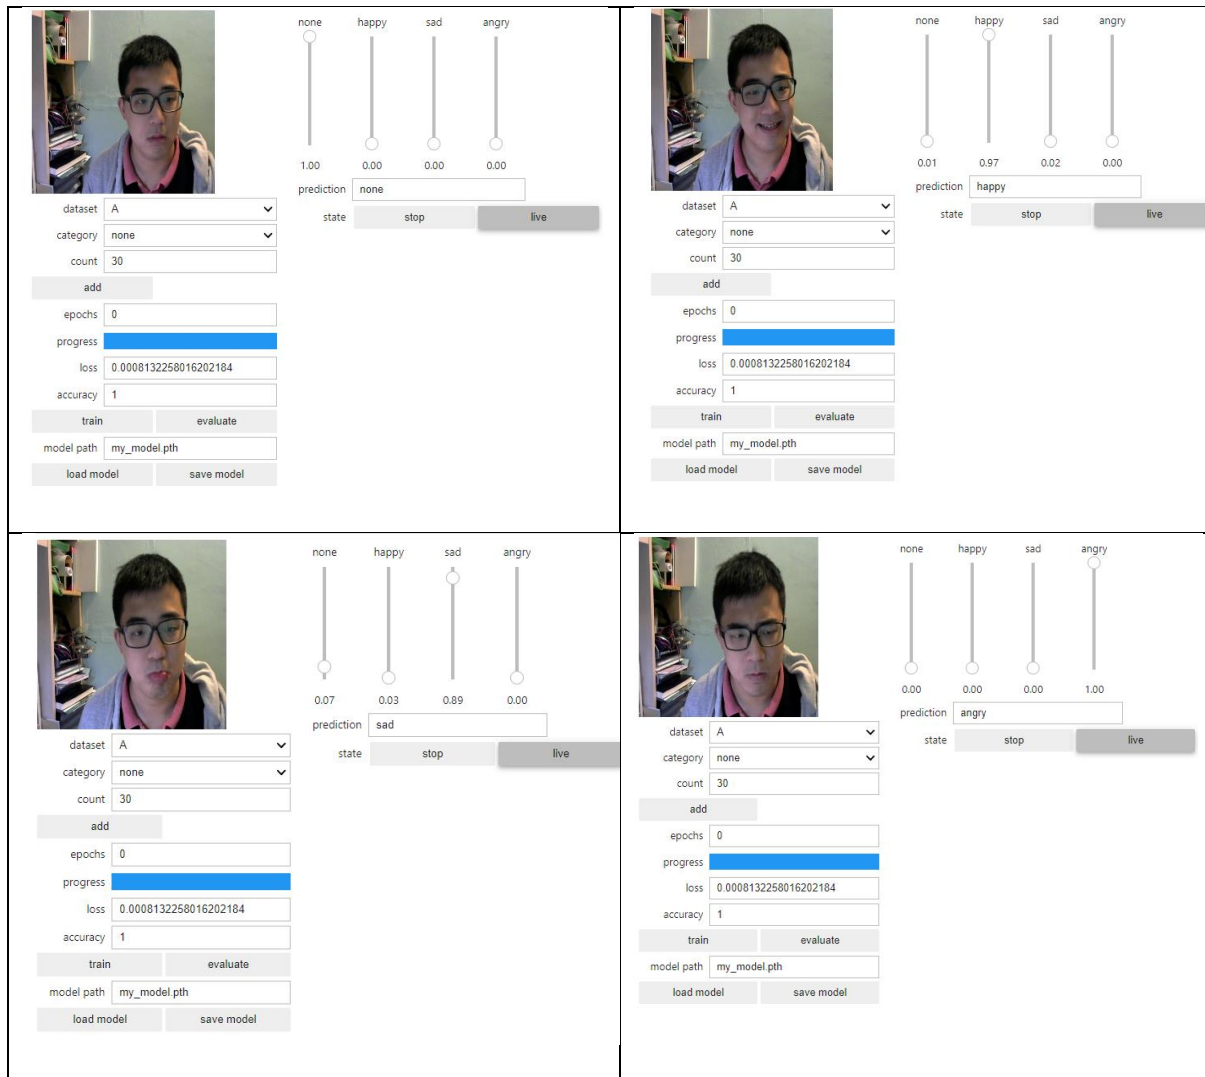 none happy sad angry
1.00 0.00 0.00 0.00
prediction none
state stop live
dataset A
category none
count 30
add
epochs 0
progress
loss 0.0008132258016202184
accuracy 1
train evaluate
model path my_model.pth
load model save model
none happy sad angry
0.01 0.97 0.02 0.00
prediction happy
state stop live
dataset A
category none
count 30
add
epochs 0
progress
loss 0.0008132258016202184
accuracy 1
train evaluate
model path my_model.pth
load model save model
none happy sad angry
0.07 0.03 0.89 0.00
prediction sad
state stop live
dataset A
category none
count 30
add
epochs 0
progress
loss 0.0008132258016202184
accuracy 1
train evaluate
model path my_model.pth
load model save model
none happy sad angry
0.00 0.00 0.00 1.00
prediction angry
state stop live
dataset A
category none
count 30
add
epochs 0
progress
loss 0.0008132258016202184
accuracy 1
train evaluate
model path my_model.pth
load model save model